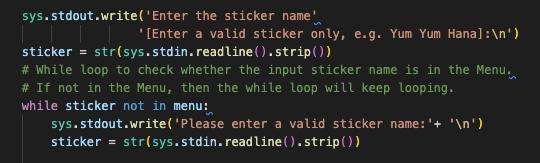 sys.stdout.write('Enter the sticker name'
'[Enter a valid sticker only, e.g. Yum Yum Hana]:\n')
sticker = str(sys.stdin.readline().strip())
# While loop to check whether the input sticker name is in the Menu.
# If not in the Menu, then the while loop will keep looping.
while sticker not in menu:
    sys.stdout.write('Please enter a valid sticker name:'+ '\n')
    sticker = str(sys.stdin.readline().strip())